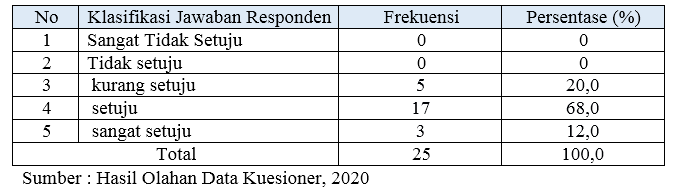 No Klasifikasi Jawaban Responden Frekuensi Persentase (%)
1 Sangat Tidak Setuju 0 0
2 Tidak setuju 0 0
3 kurang setuju 5 20,0
4 setuju 17 68,0
5 sangat setuju 3 12,0
Total 25 100,0
Sumber : Hasil Olahan Data Kuesioner, 2020